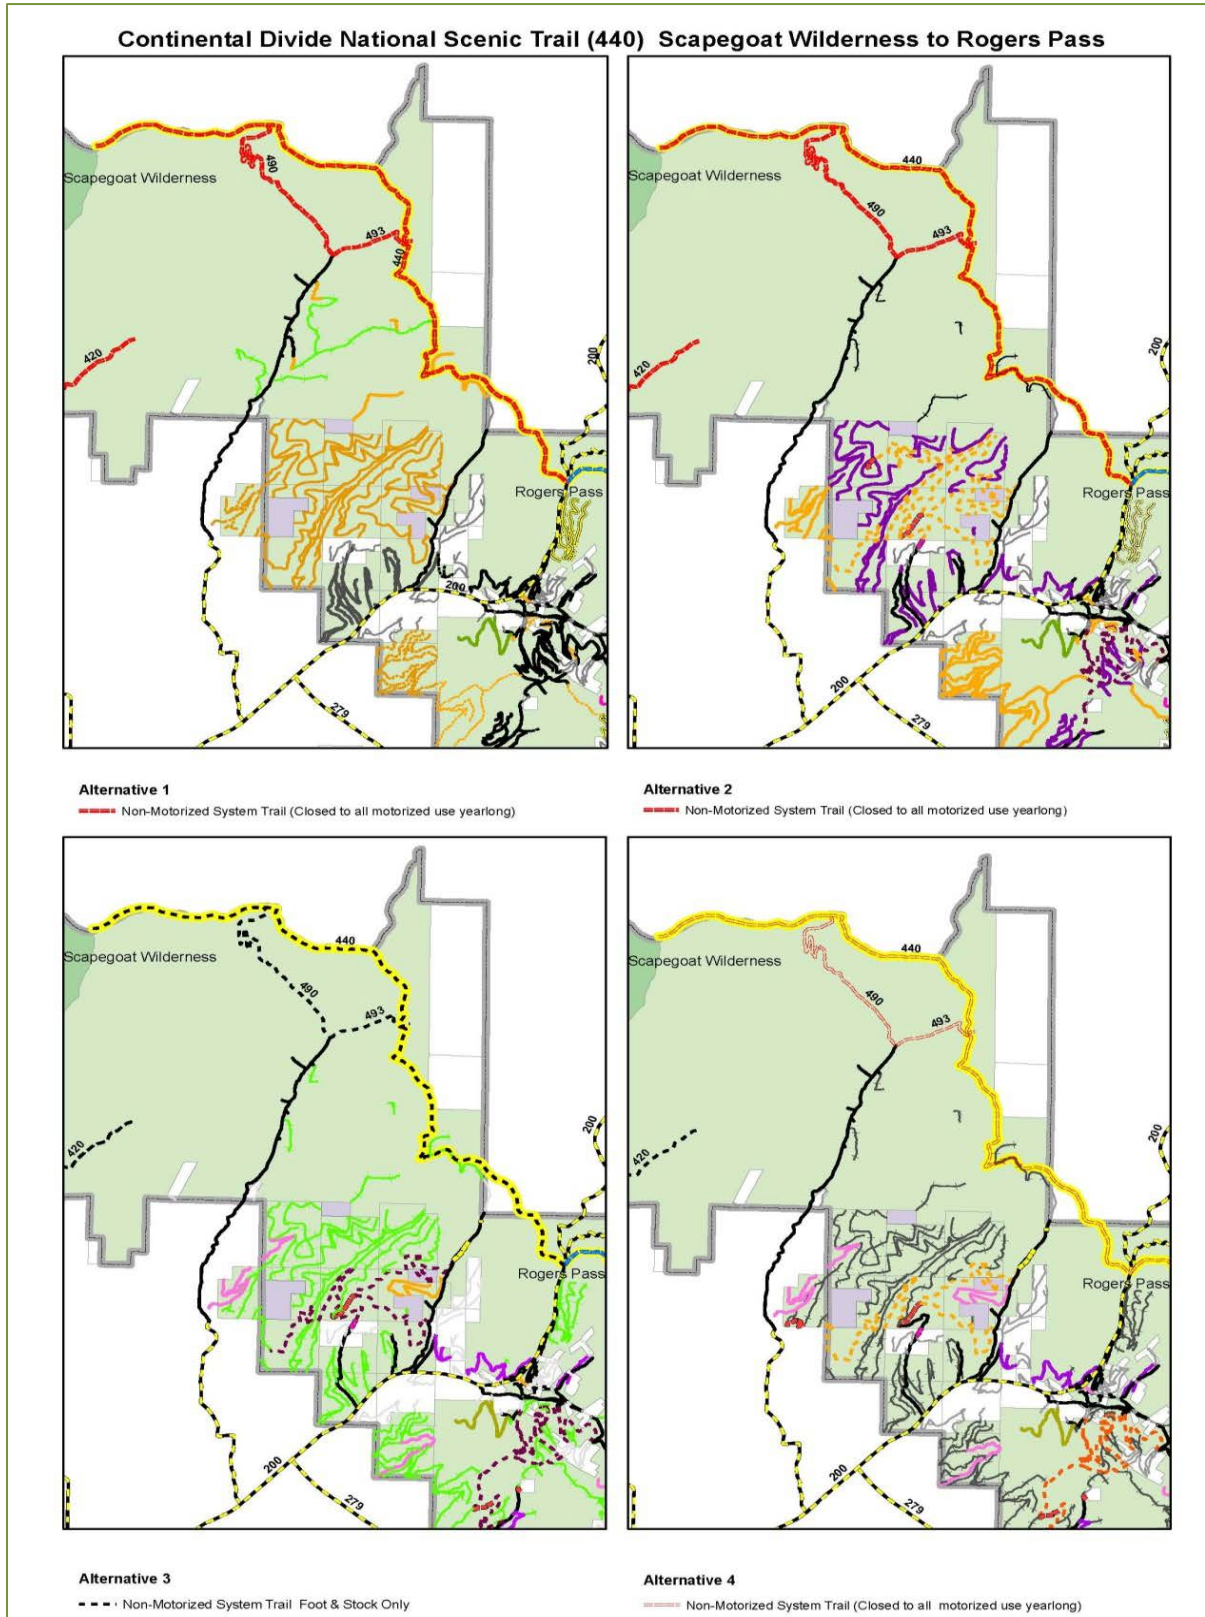 Continental Divide National Scenic Trail (440) Scapegoat Wilderness to Rogers Pass
490
Scapegoat Wilderness
493
440
200
420
Rogers Pass
200
279
440
Scapegoat Wilderness
490
493
200
420
Rogers Pass
200
279
Alternative 1
Non-Motorized System Trail (Closed to all motorized use yearlong)
Alternative 2
Non-Motorized System Trail (Closed to all motorized use yearlong)
440
Scapegoat Wilderness
490
493
200
420
Rogers Pass
200
279
440
Scapegoat Wilderness
490
493
200
420
Rogers Pass
200
279
Alternative 3
Non-Motorized System Trail Foot & Stock Only
Alternative 4
Non-Motorized System Trail (Closed to all motorized use yearlong)